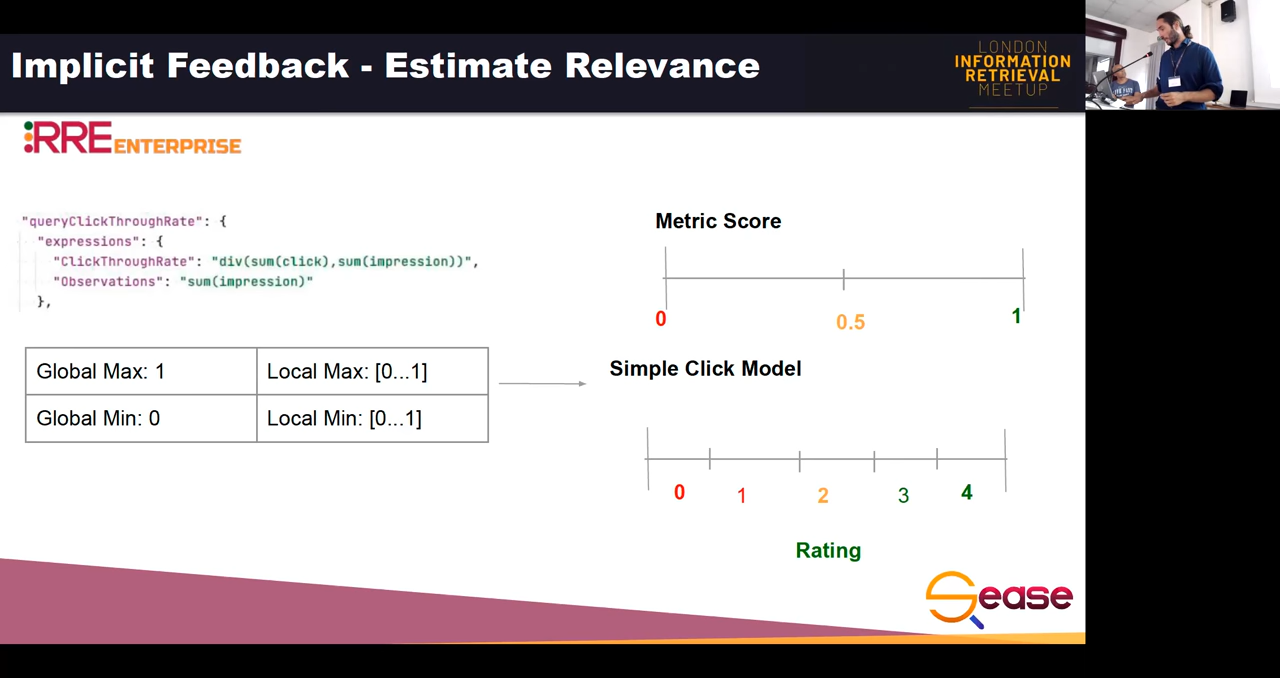 Implicit Feedback - Estimate Relevance
LONDON
INFORMATION
RETRIEVAL
MEETUP
RRE ENTERPRISE
"queryClickThroughRate": {
"expressions": {
"ClickThroughRate": "div(sum(click),sum(impression))",
"Observations": "sum(impression)"
},
Global Max: 1
Local Max: [0...1]
Global Min: 0
Local Min: [0...1]
Metric Score
0
0.5
1
Simple Click Model
0
1
2
3
4
Rating
Sease